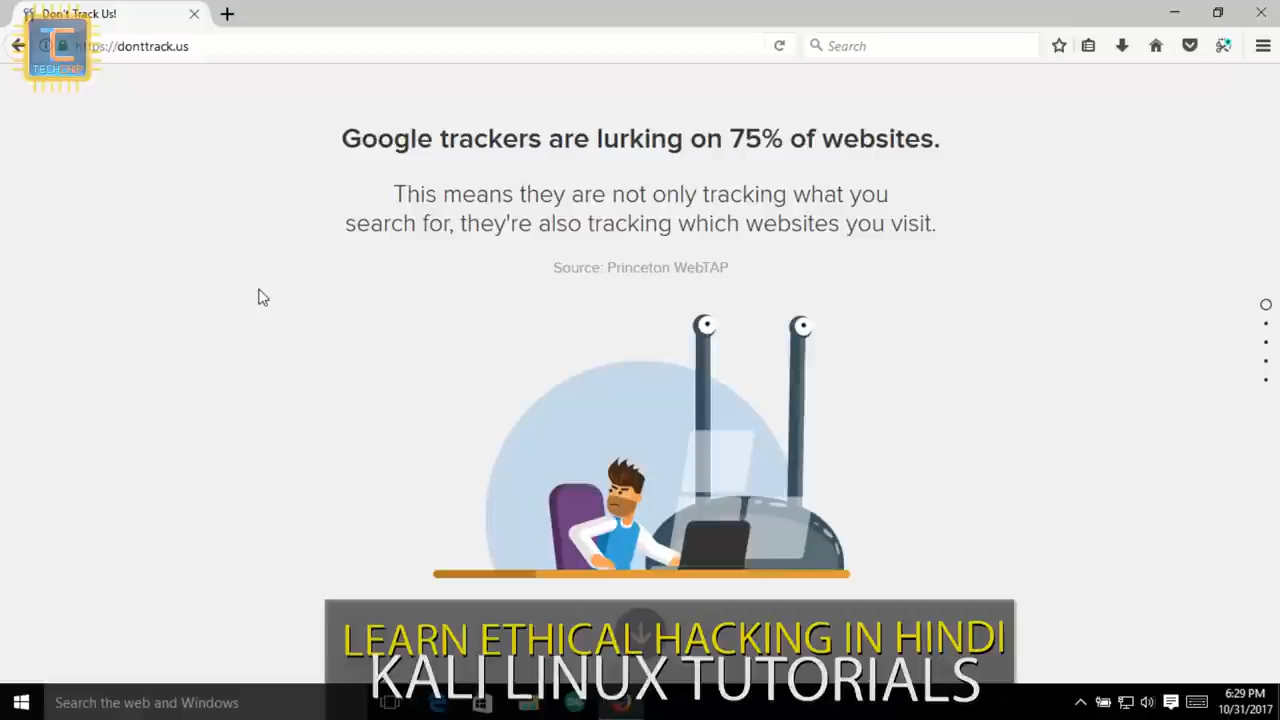 Don't Track Us!
https://donttrack.us
Search
TC
TECHCHIP
Google trackers are lurking on 75% of websites.
This means they are not only tracking what you
search for, they're also tracking which websites you visit.
Source: Princeton WebTAP
LEARN ETHICAL HACKING IN HINDI
KALI LINUX TUTORIALS
Search the web and Windows
6:29 PM
10/31/2017